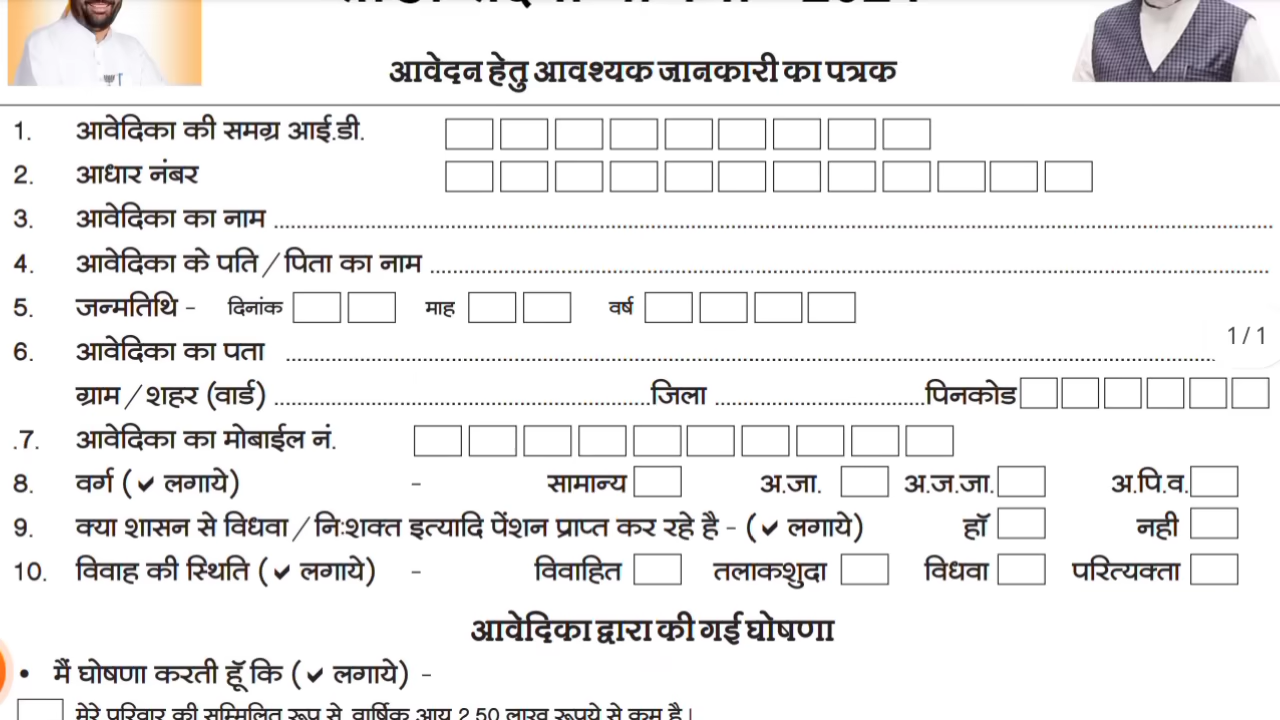 आवेदन हेतु आवश्यक जानकारी का पत्रक
1. आवेदिका की समग्र आई.डी.
2. आधार नंबर
3. आवेदिका का नाम
4. आवेदिका के पति / पिता का नाम
5. जन्मतिथि - दिनांक माह वर्ष
1/1
6. आवेदिका का पता
ग्राम / शहर (वार्ड) जिला पिनकोड
.7. आवेदिका का मोबाईल नं.
8. वर्ग (✔ लगाये) - सामान्य अ.जा. अ.ज.जा. अ.पि.व.
9. क्या शासन से विधवा / निःशक्त इत्यादि पेंशन प्राप्त कर रहे है - (✔ लगाये) हॉ नही
10. विवाह की स्थिति (✔ लगाये) - विवाहित तलाकशुदा विधवा परित्यक्ता
आवेदिका द्वारा की गई घोषणा
• मैं घोषणा करती हूँ कि (✔ लगाये) -
मेरे परिवार की सम्मिलित रूप से वार्षिक आय 2.50 लाख रूपये से कम है।